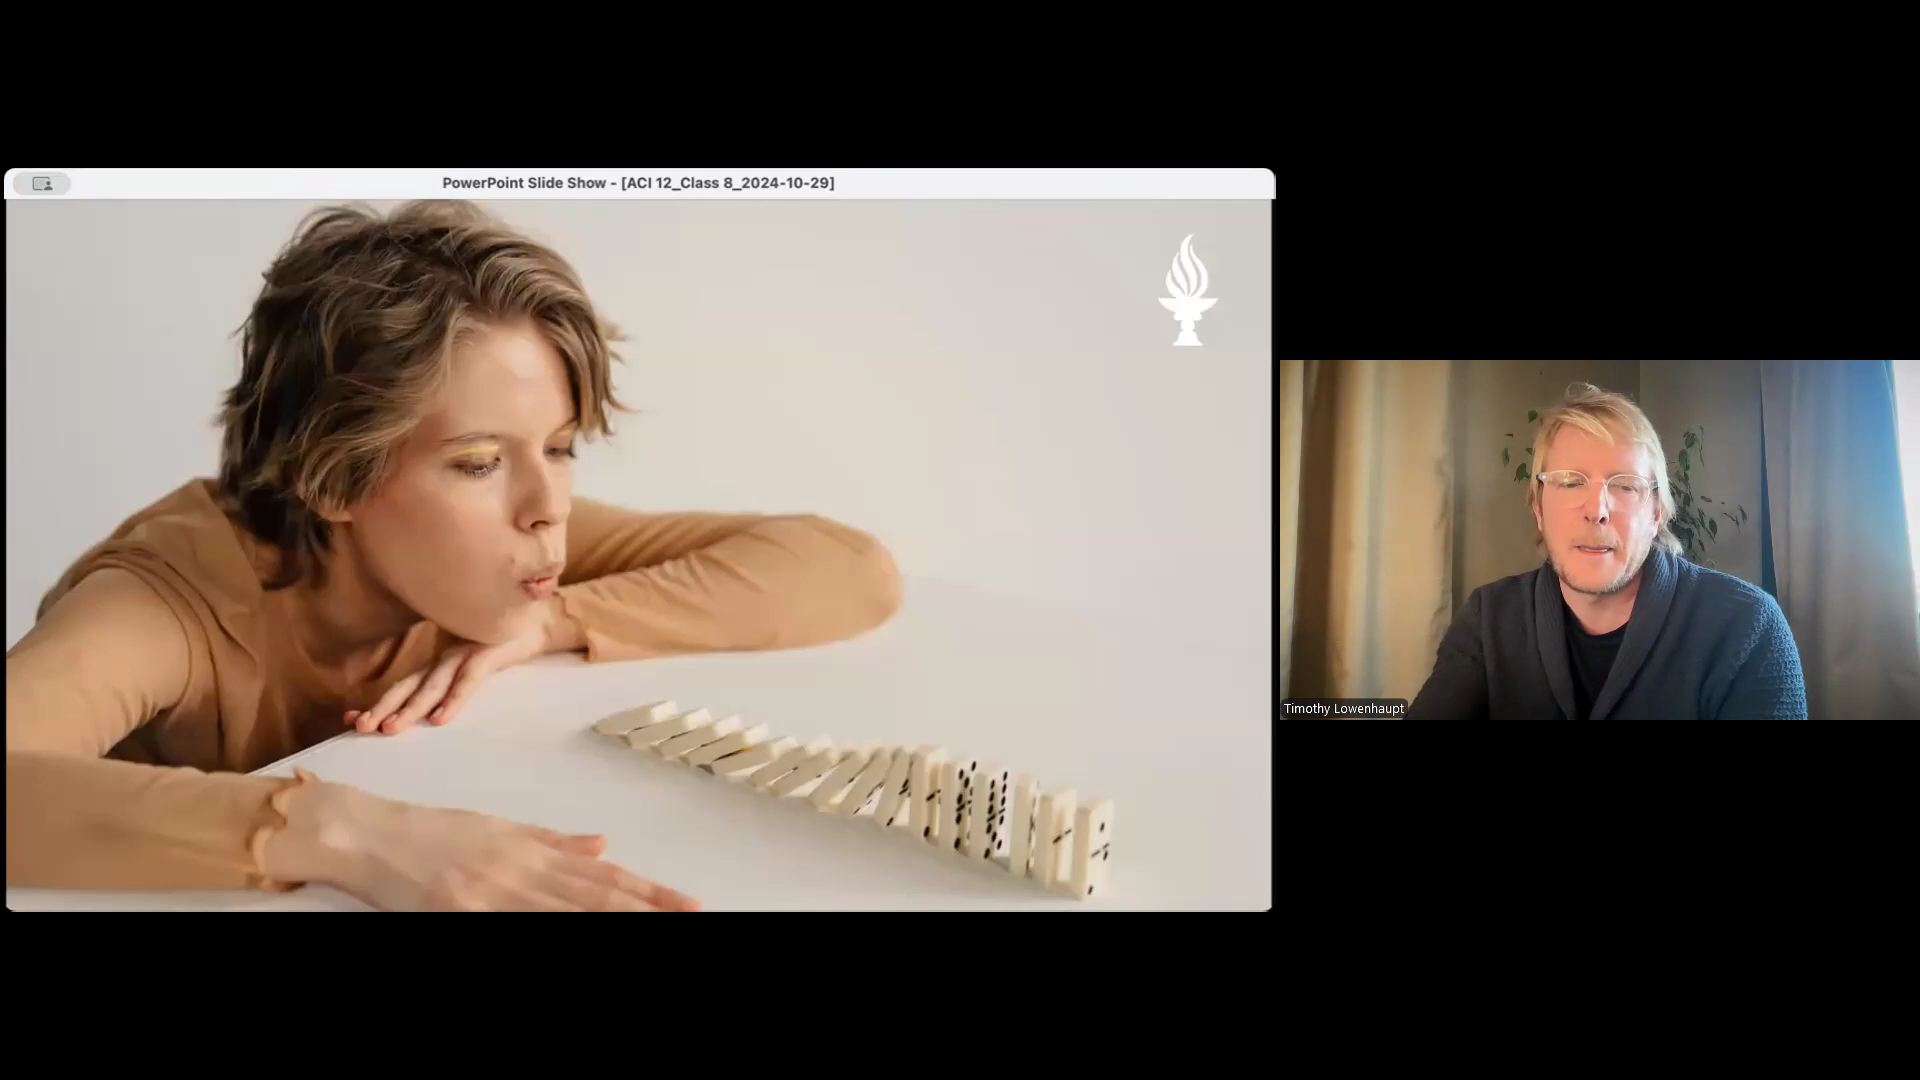 PowerPoint Slide Show - [ACI 12_Class 8_2024-10-29]
Timothy Lowenhaupt